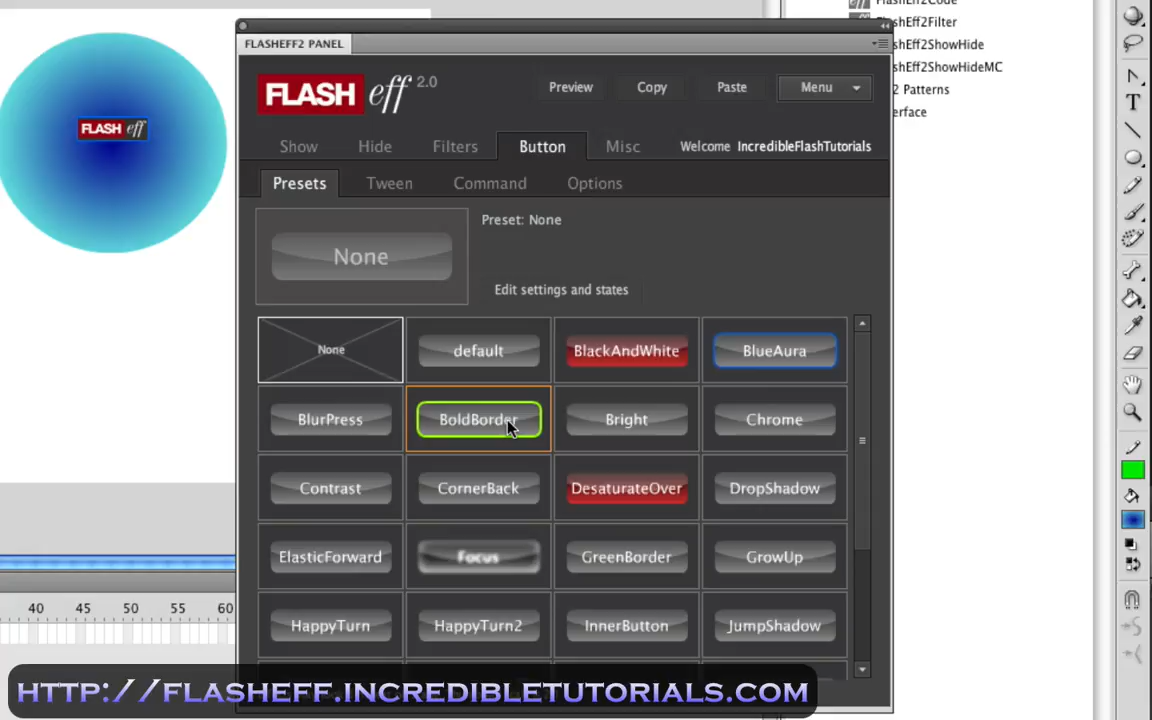 FlashEff2Code
FlashEff2Filter
shEff2ShowHide
shEff2ShowHideMC
2 Patterns
erface
FLASHEFF2 PANEL
FLASH eff 2.0
Preview
Copy
Paste
Menu
Show
Hide
Filters
Button
Misc
Welcome IncredibleFlashTutorials
Presets
Tween
Command
Options
FLASH eff
None
Preset: None
Edit settings and states
None
default
BlackAndWhite
BlueAura
BlurPress
BoldBorder
Bright
Chrome
Contrast
CornerBack
DesaturateOver
DropShadow
ElasticForward
Focus
GreenBorder
GrowUp
HappyTurn
HappyTurn2
InnerButton
JumpShadow
40 45 50 55 60
HTTP://FLASHEFF.INCREDIBLETUTORIALS.COM